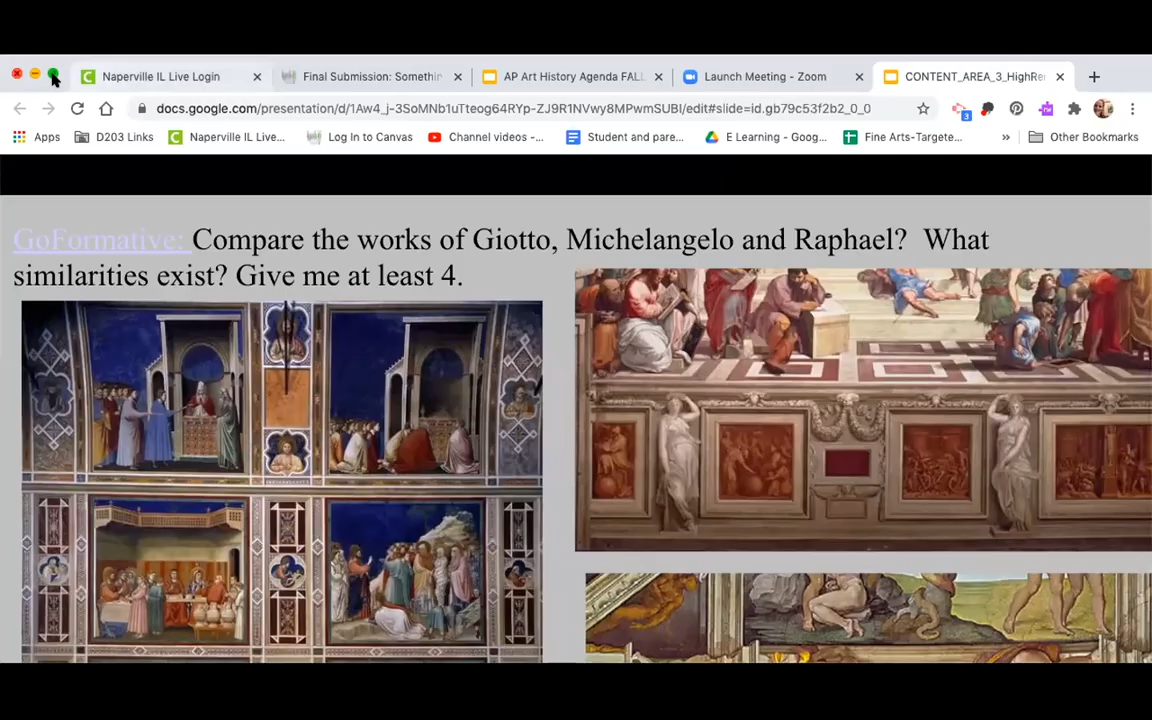 Naperville IL Live Login
Final Submission: Somethin
AP Art History Agenda FALL
Launch Meeting - Zoom
CONTENT_AREA_3_HighRe
docs.google.com/presentation/d/1Aw4_j-3SoMNb1uTteog64RYp-ZJ9R1NVwy8MPwmSUBI/edit#slide=id.gb79c53f2b2_0_0
3
Apps
D203 Links
Naperville IL Live...
Log In to Canvas
Channel videos -...
Student and pare...
E Learning - Goog...
Fine Arts-Targete...
»
Other Bookmarks
GoFormative: Compare the works of Giotto, Michelangelo and Raphael? What
similarities exist? Give me at least 4.